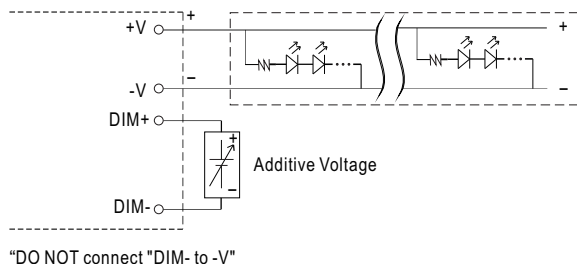 +V
+
+
-V
−
−
DIM+
+
−
Additive Voltage
DIM-
“DO NOT connect "DIM- to -V"